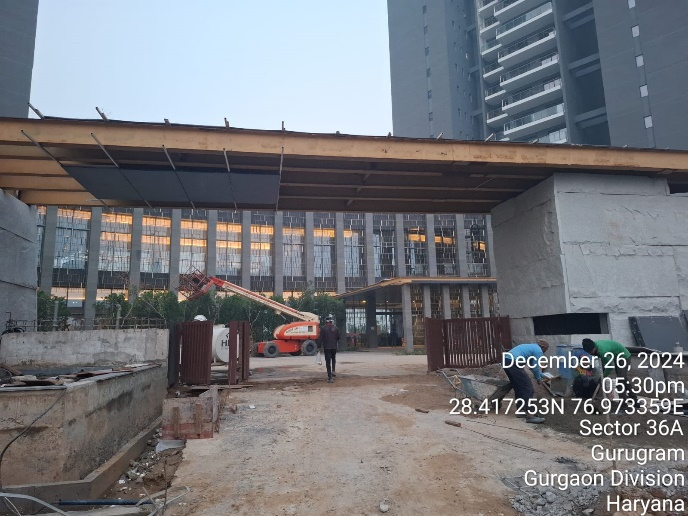 December 26, 2024
05:30pm
28.417253N 76.973359E
Sector 36A
Gurugram
Gurgaon Division
Haryana